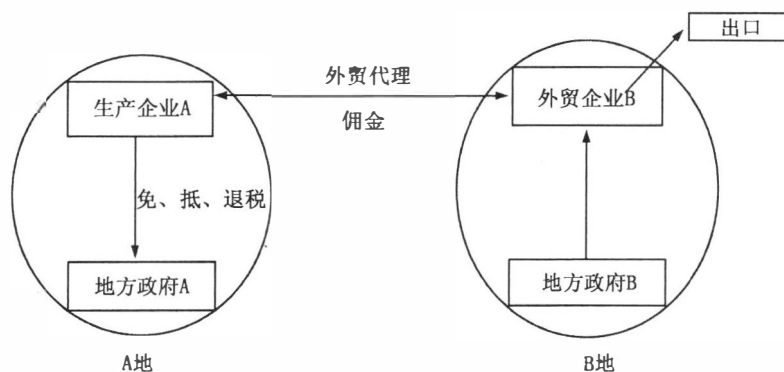 出口
外贸代理
生产企业A
外贸企业B
佣金
免、抵、退税
地方政府A
地方政府B
A地
B地